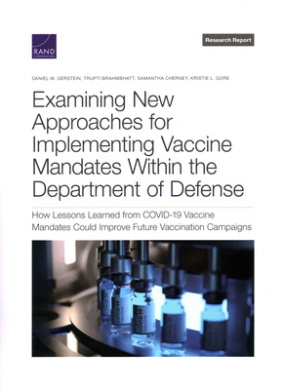 RAND
Research Report
DANIEL M. GERSTEIN, TRUPTI BRAHMBHATT, SAMANTHA CHERNEY, KRISTIE L. GORE
Examining New
Approaches for
Implementing Vaccine
Mandates Within the
Department of Defense
How Lessons Learned from COVID-19 Vaccine
Mandates Could Improve Future Vaccination Campaigns